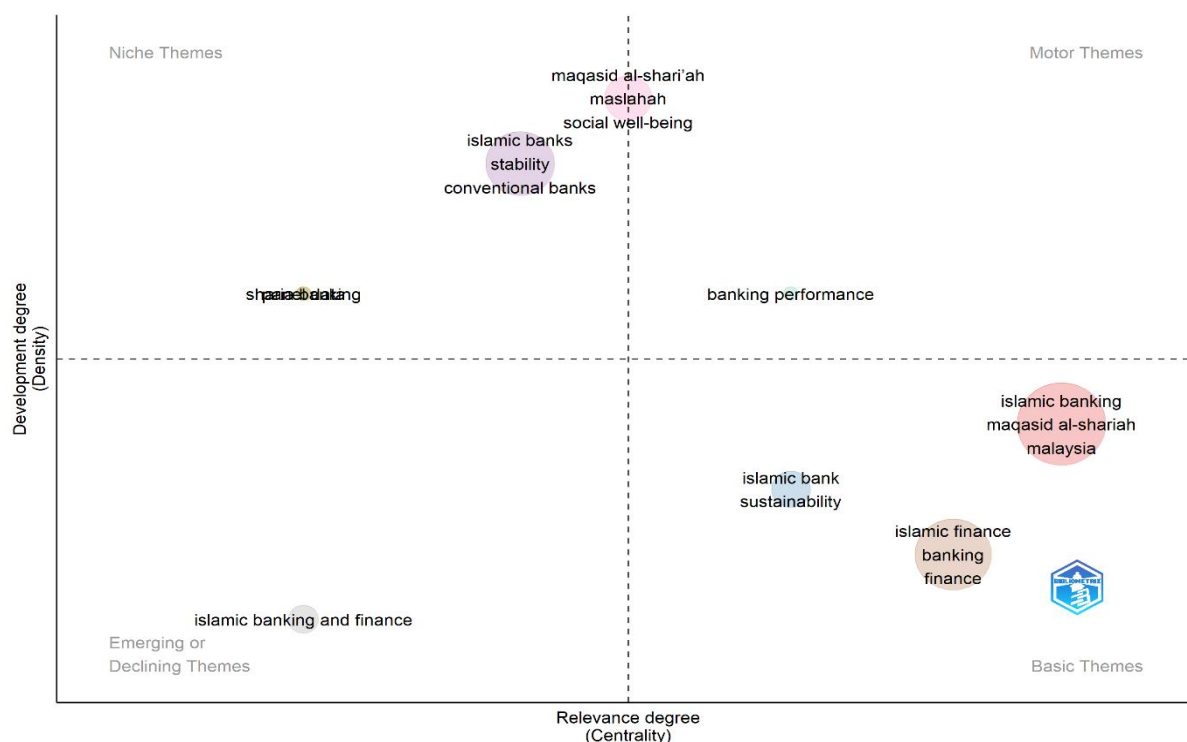 Niche Themes
Motor Themes
maqasid al-shari’ah
maslahah
social well-being
islamic banks
stability
conventional banks
banking performance
Development degree
(Density)
islamic banking
maqasid al-shariah
malaysia
islamic bank
sustainability
islamic finance
banking
finance
BIBLIOMETRIX
islamic banking and finance
Emerging or
Declining Themes
Basic Themes
Relevance degree
(Centrality)